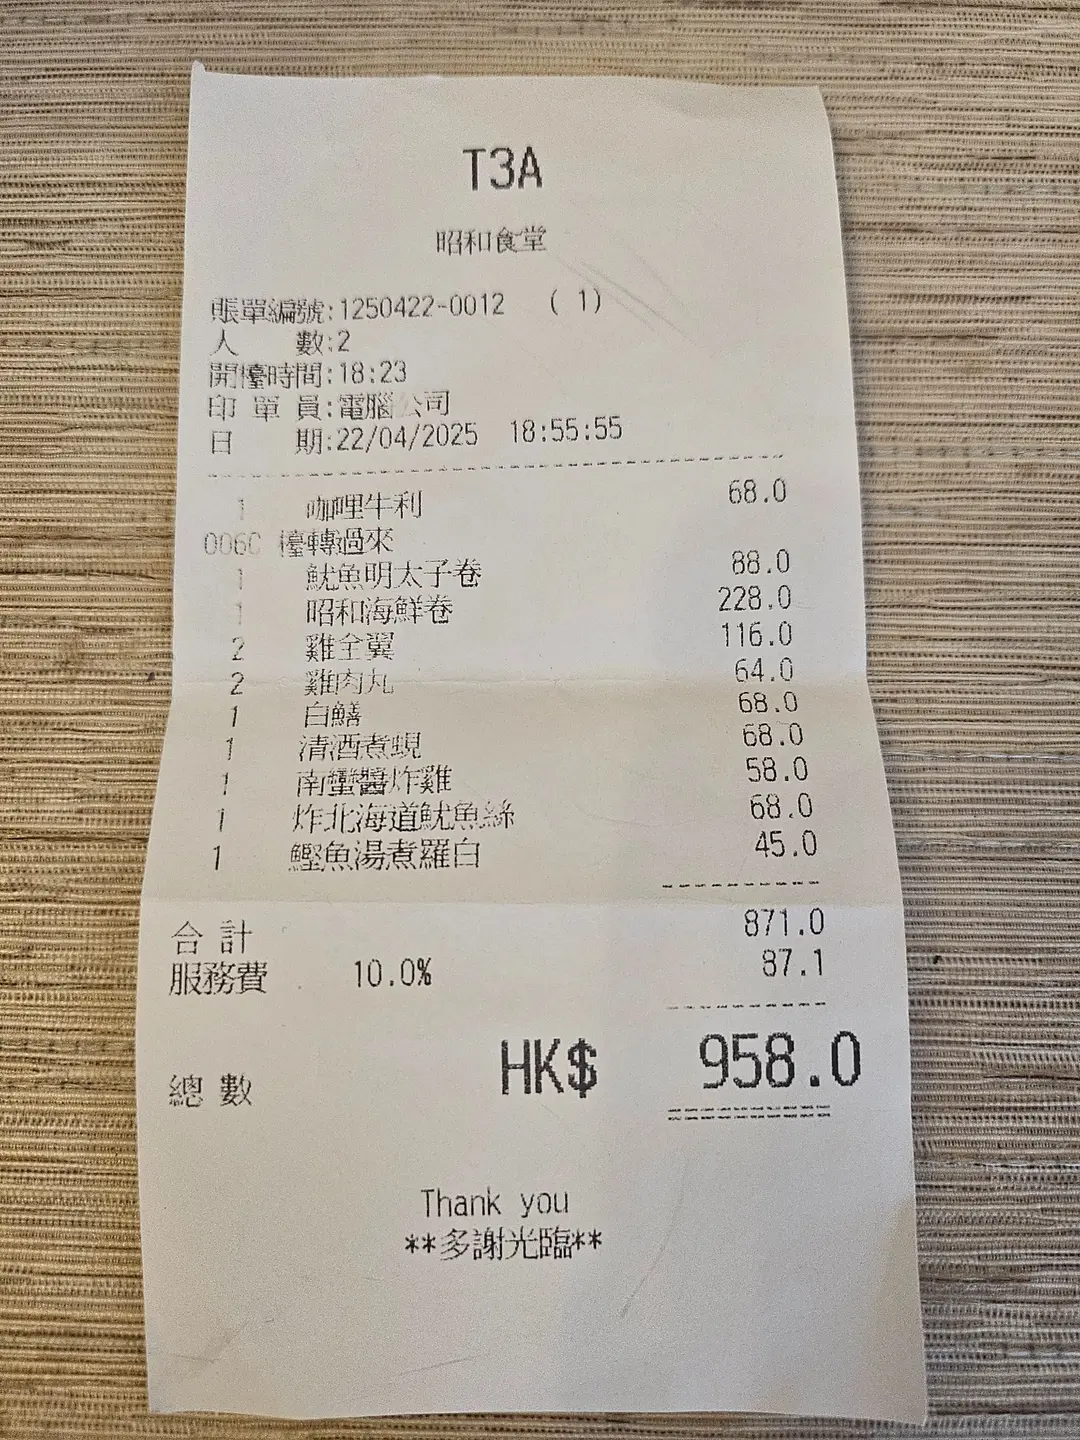 T3A
昭和食堂
賬單編號:1250422-0012 ( 1)
人 數:2
開檯時間:18:23
印 單 員:電腦公司
日 期:22/04/2025 18:55:55
1 咖哩牛利 68.0
0060 檯轉過來
1 魷魚明太子卷 88.0
1 昭和海鮮卷 228.0
2 雞全翼 116.0
2 雞肉丸 64.0
1 白鱔 68.0
1 清酒煮蜆 68.0
1 南蠻醬炸雞 58.0
1 炸北海道魷魚絲 68.0
1 鰹魚湯煮羅白 45.0
合 計 871.0
服務費 10.0% 87.1
總 數 HK$ 958.0
Thank you
**多謝光臨**